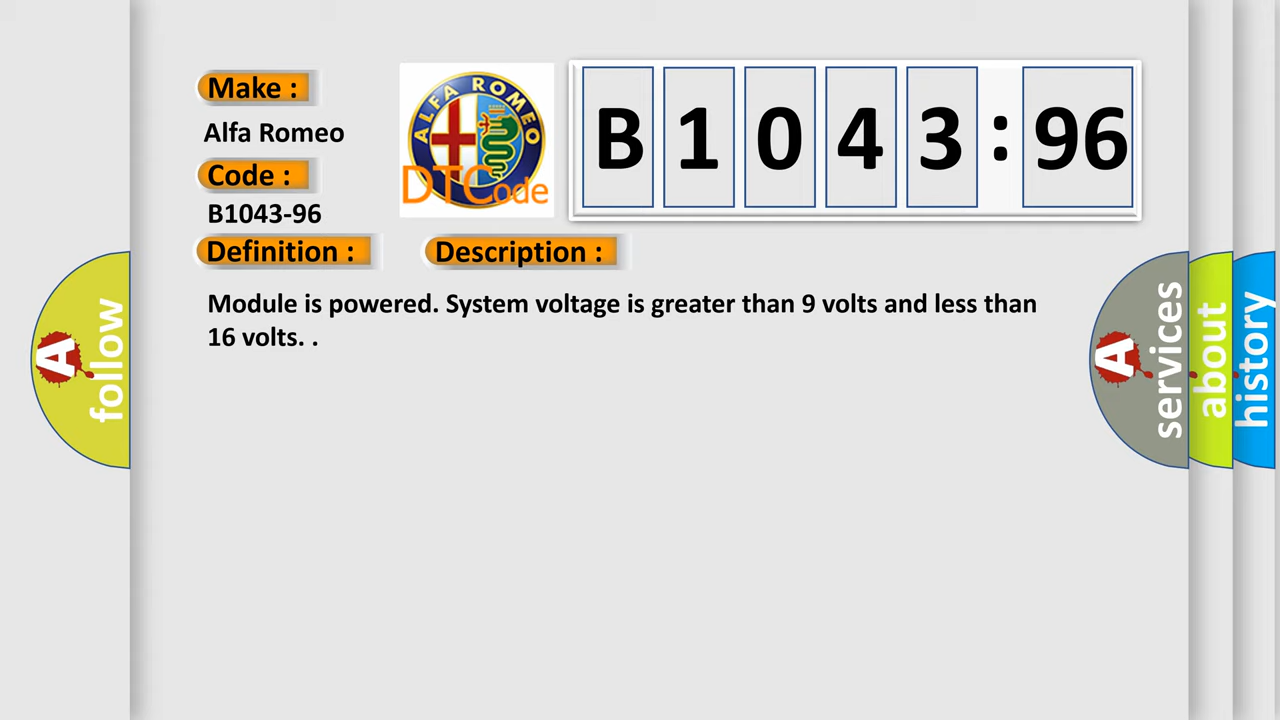 Make :
Alfa Romeo
Code :
B1043-96
ALFA ROMEO
DTCode
B 1 0 4 3 : 96
Definition :
Description :
Module is powered. System voltage is greater than 9 volts and less than
16 volts. .
A
follow
A
services
about
history